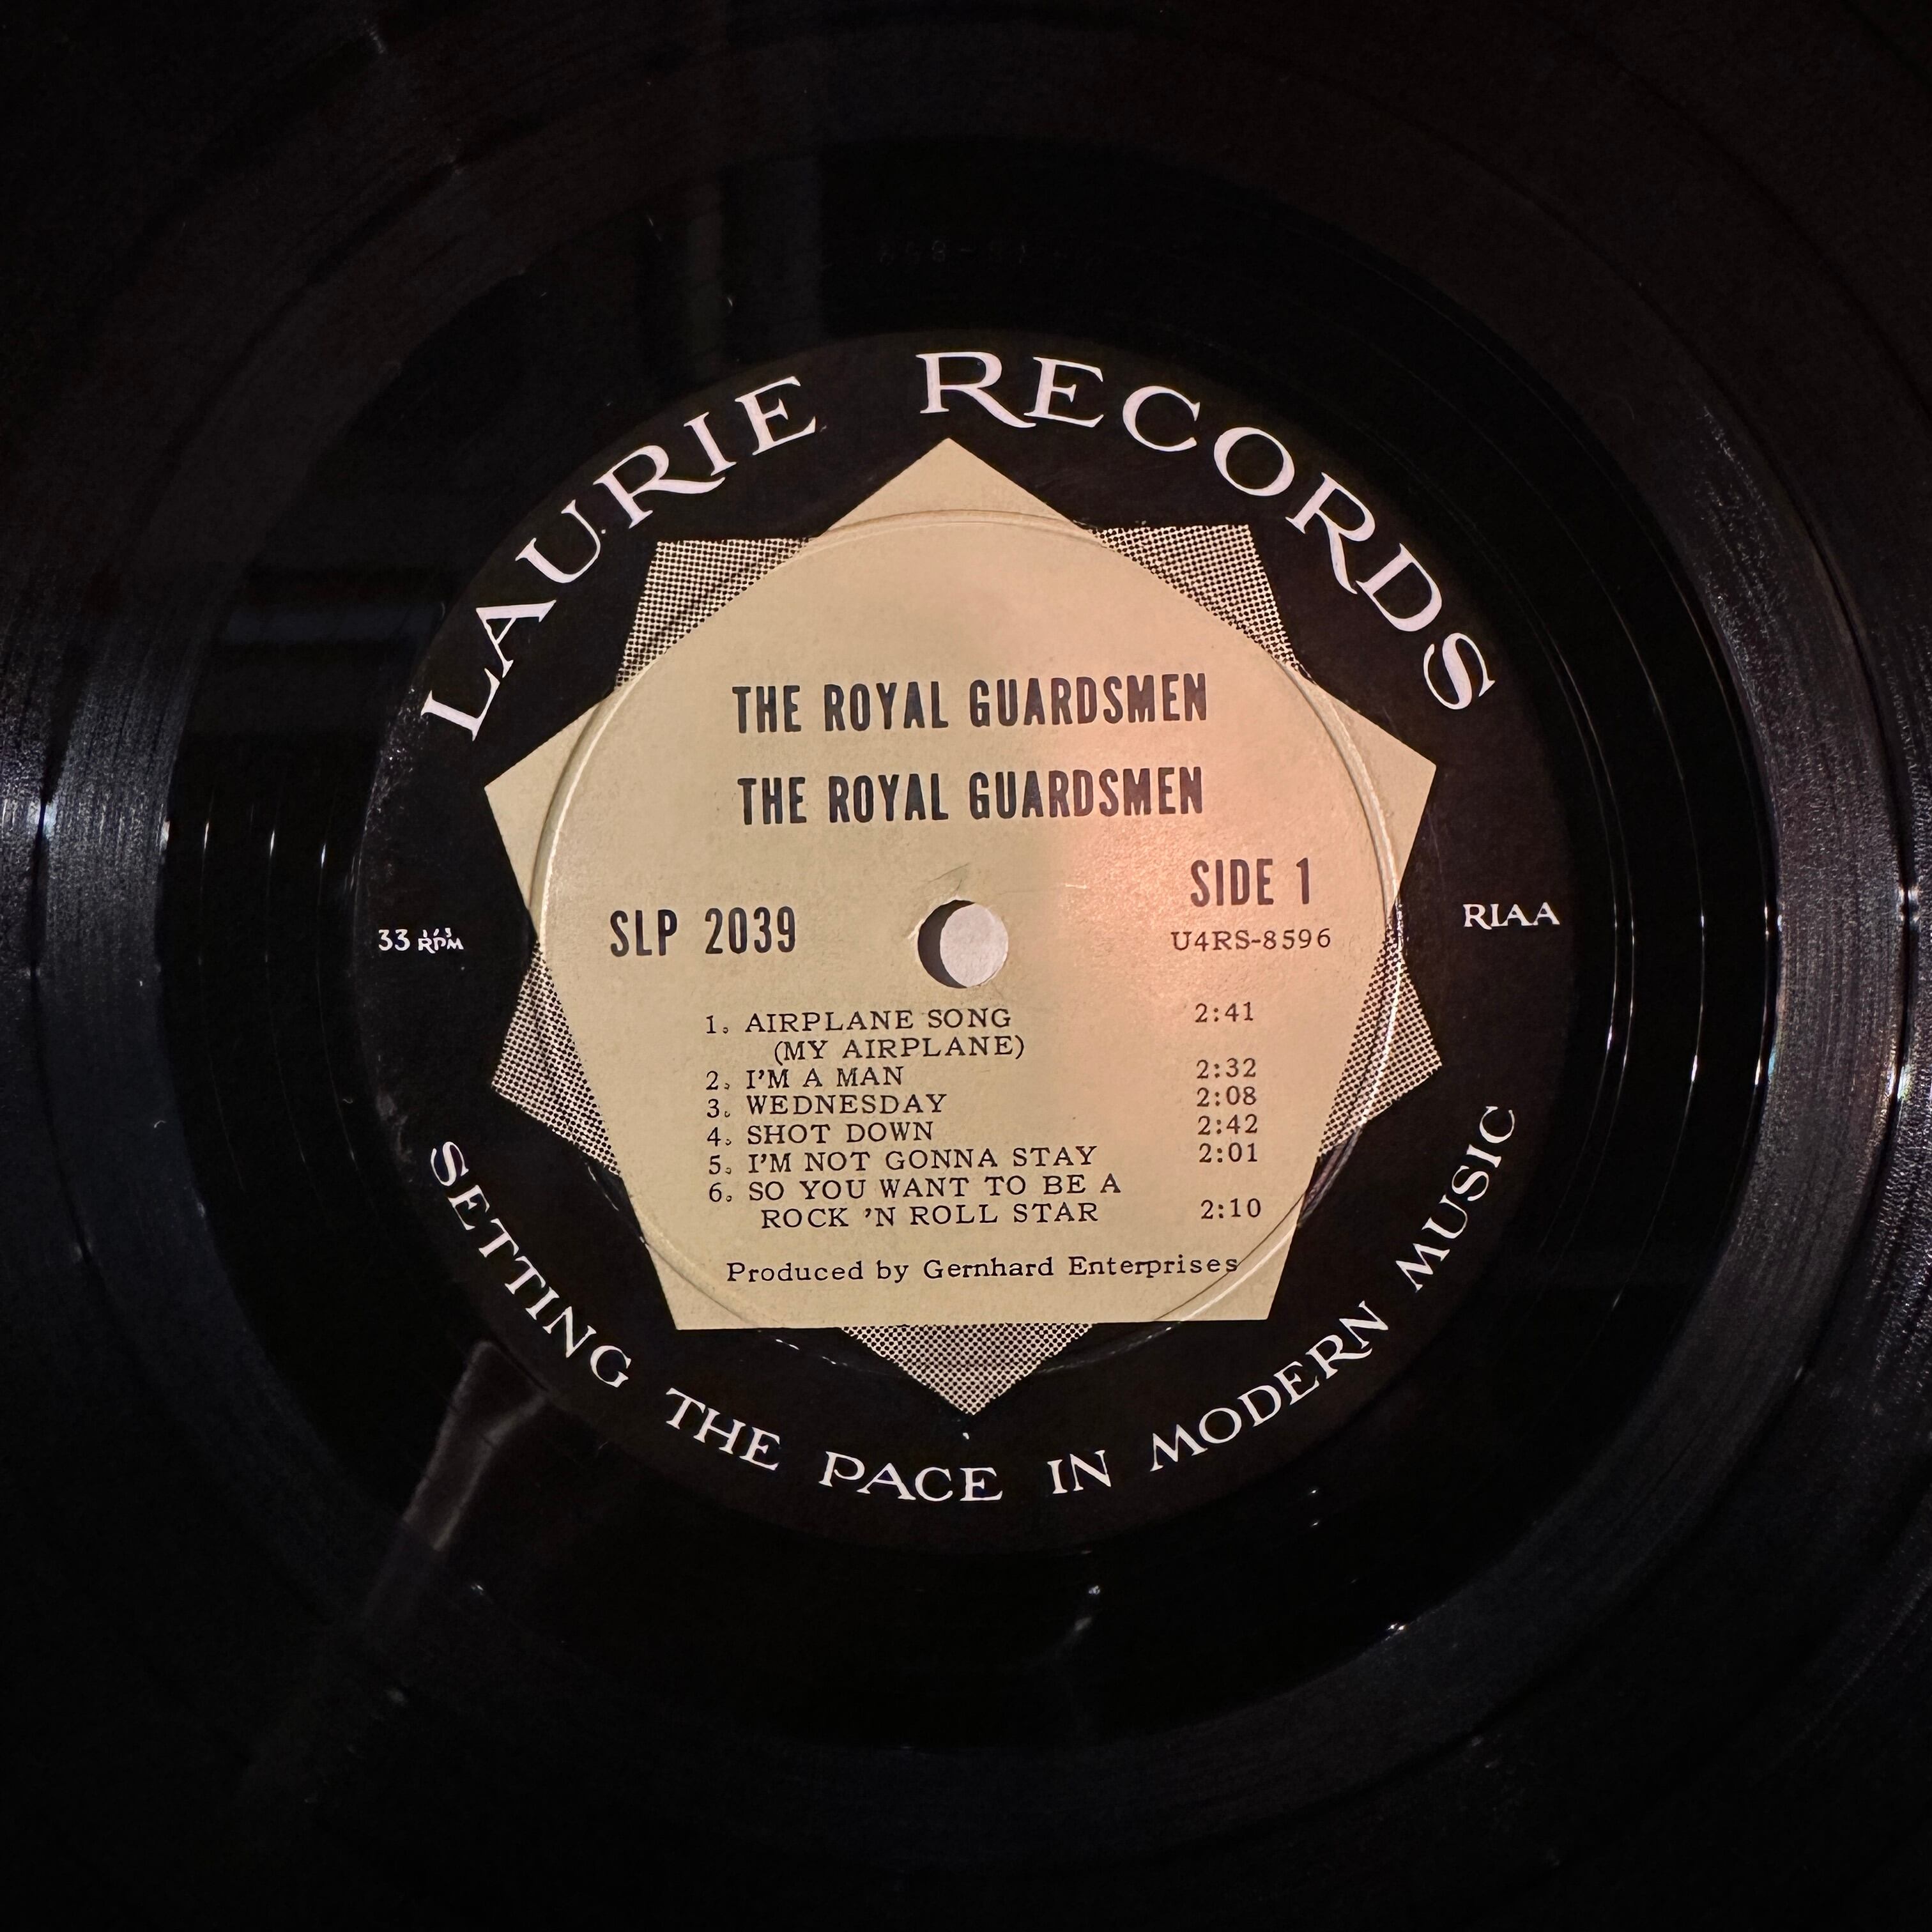 LAURIE RECORDS
THE ROYAL GUARDSMEN
THE ROYAL GUARDSMEN
SIDE 1
SLP 2039
U4RS-8596
33 1/3 RPM
RIAA
1. AIRPLANE SONG 2:41
(MY AIRPLANE)
2. I'M A MAN 2:32
3. WEDNESDAY 2:08
4. SHOT DOWN 2:42
5. I'M NOT GONNA STAY 2:01
6. SO YOU WANT TO BE A
ROCK 'N ROLL STAR 2:10
Produced by Gernhard Enterprises
SETTING THE PACE IN MODERN MUSIC